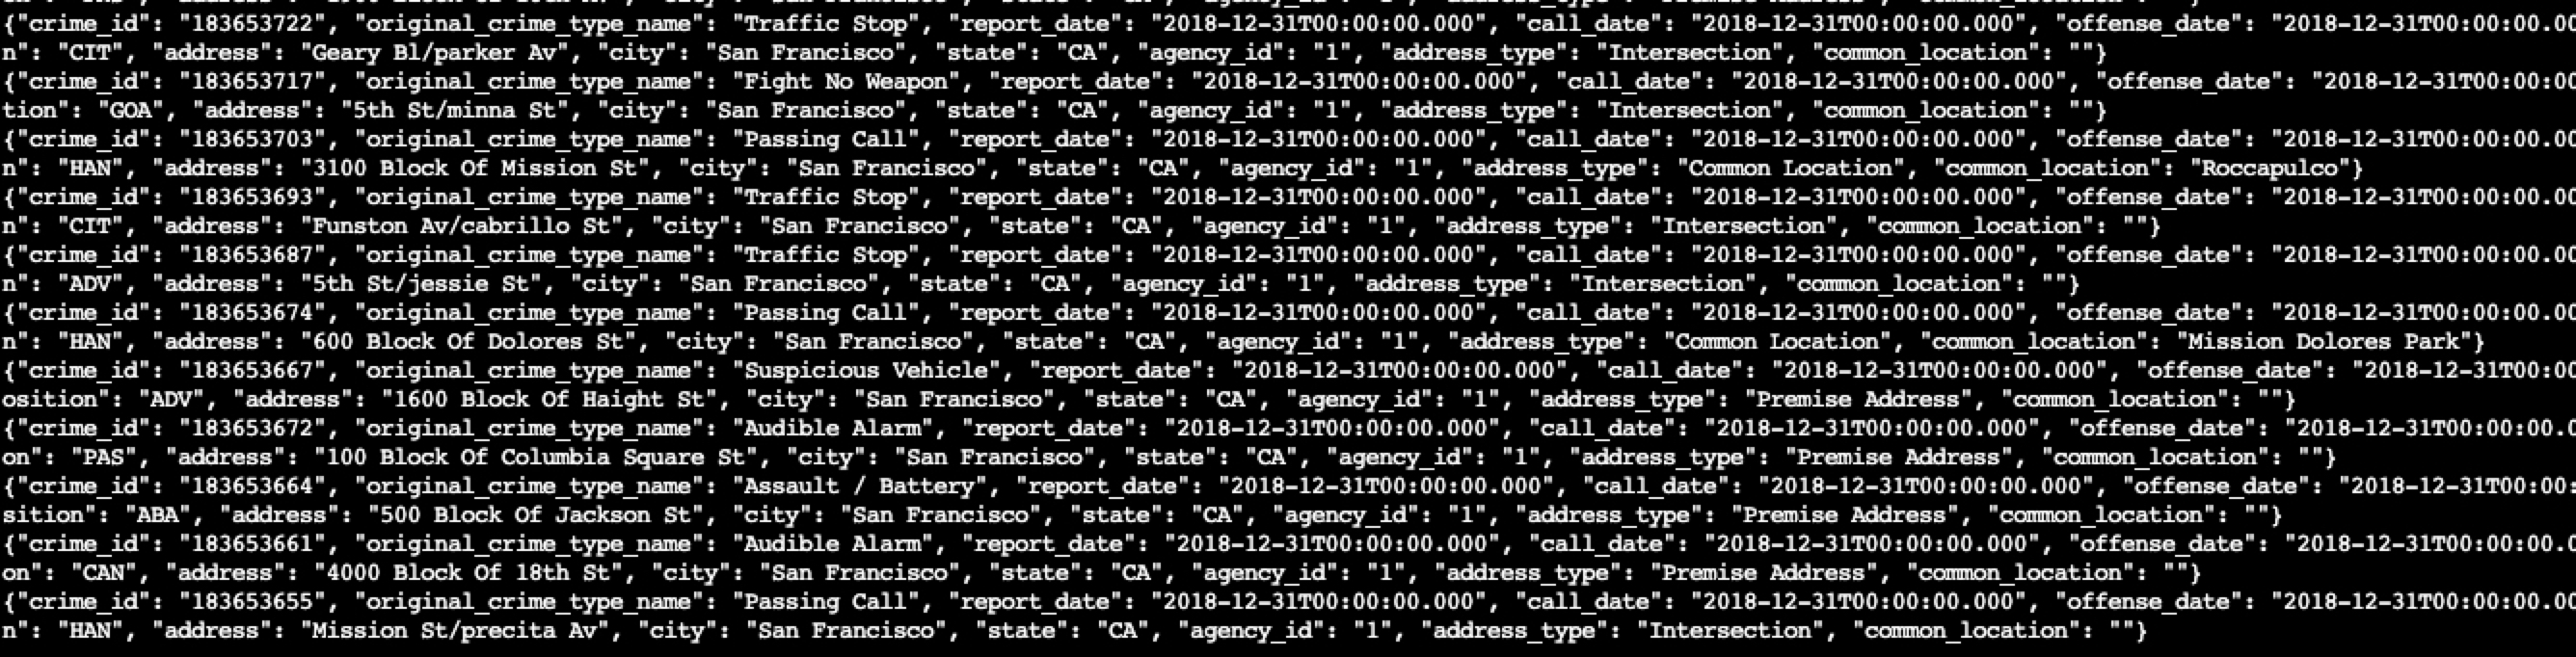 {"crime_id": "183653722", "original_crime_type_name": "Traffic Stop", "report_date": "2018-12-31T00:00:00.000", "call_date": "2018-12-31T00:00:00.000", "offense_date": "2018-12-31T00:00:00.00
n": "CIT", "address": "Geary Bl/parker Av", "city": "San Francisco", "state": "CA", "agency_id": "1", "address_type": "Intersection", "common_location": ""}
{"crime_id": "183653717", "original_crime_type_name": "Fight No Weapon", "report_date": "2018-12-31T00:00:00.000", "call_date": "2018-12-31T00:00:00.000", "offense_date": "2018-12-31T00:00:00
tion": "GOA", "address": "5th St/minna St", "city": "San Francisco", "state": "CA", "agency_id": "1", "address_type": "Intersection", "common_location": ""}
{"crime_id": "183653703", "original_crime_type_name": "Passing Call", "report_date": "2018-12-31T00:00:00.000", "call_date": "2018-12-31T00:00:00.000", "offense_date": "2018-12-31T00:00:00.00
n": "HAN", "address": "3100 Block Of Mission St", "city": "San Francisco", "state": "CA", "agency_id": "1", "address_type": "Common Location", "common_location": "Roccapulco"}
{"crime_id": "183653693", "original_crime_type_name": "Traffic Stop", "report_date": "2018-12-31T00:00:00.000", "call_date": "2018-12-31T00:00:00.000", "offense_date": "2018-12-31T00:00:00.00
n": "CIT", "address": "Funston Av/cabrillo St", "city": "San Francisco", "state": "CA", "agency_id": "1", "address_type": "Intersection", "common_location": ""}
{"crime_id": "183653687", "original_crime_type_name": "Traffic Stop", "report_date": "2018-12-31T00:00:00.000", "call_date": "2018-12-31T00:00:00.000", "offense_date": "2018-12-31T00:00:00.00
n": "ADV", "address": "5th St/jessie St", "city": "San Francisco", "state": "CA", "agency_id": "1", "address_type": "Intersection", "common_location": ""}
{"crime_id": "183653674", "original_crime_type_name": "Passing Call", "report_date": "2018-12-31T00:00:00.000", "call_date": "2018-12-31T00:00:00.000", "offense_date": "2018-12-31T00:00:00.00
n": "HAN", "address": "600 Block Of Dolores St", "city": "San Francisco", "state": "CA", "agency_id": "1", "address_type": "Common Location", "common_location": "Mission Dolores Park"}
{"crime_id": "183653667", "original_crime_type_name": "Suspicious Vehicle", "report_date": "2018-12-31T00:00:00.000", "call_date": "2018-12-31T00:00:00.000", "offense_date": "2018-12-31T00:00
osition": "ADV", "address": "1600 Block Of Haight St", "city": "San Francisco", "state": "CA", "agency_id": "1", "address_type": "Premise Address", "common_location": ""}
{"crime_id": "183653672", "original_crime_type_name": "Audible Alarm", "report_date": "2018-12-31T00:00:00.000", "call_date": "2018-12-31T00:00:00.000", "offense_date": "2018-12-31T00:00:00.0
on": "PAS", "address": "100 Block Of Columbia Square St", "city": "San Francisco", "state": "CA", "agency_id": "1", "address_type": "Premise Address", "common_location": ""}
{"crime_id": "183653664", "original_crime_type_name": "Assault / Battery", "report_date": "2018-12-31T00:00:00.000", "call_date": "2018-12-31T00:00:00.000", "offense_date": "2018-12-31T00:00:
sition": "ABA", "address": "500 Block Of Jackson St", "city": "San Francisco", "state": "CA", "agency_id": "1", "address_type": "Premise Address", "common_location": ""}
{"crime_id": "183653661", "original_crime_type_name": "Audible Alarm", "report_date": "2018-12-31T00:00:00.000", "call_date": "2018-12-31T00:00:00.000", "offense_date": "2018-12-31T00:00:00.0
on": "CAN", "address": "4000 Block Of 18th St", "city": "San Francisco", "state": "CA", "agency_id": "1", "address_type": "Premise Address", "common_location": ""}
{"crime_id": "183653655", "original_crime_type_name": "Passing Call", "report_date": "2018-12-31T00:00:00.000", "call_date": "2018-12-31T00:00:00.000", "offense_date": "2018-12-31T00:00:00.00
n": "HAN", "address": "Mission St/precita Av", "city": "San Francisco", "state": "CA", "agency_id": "1", "address_type": "Intersection", "common_location": ""}